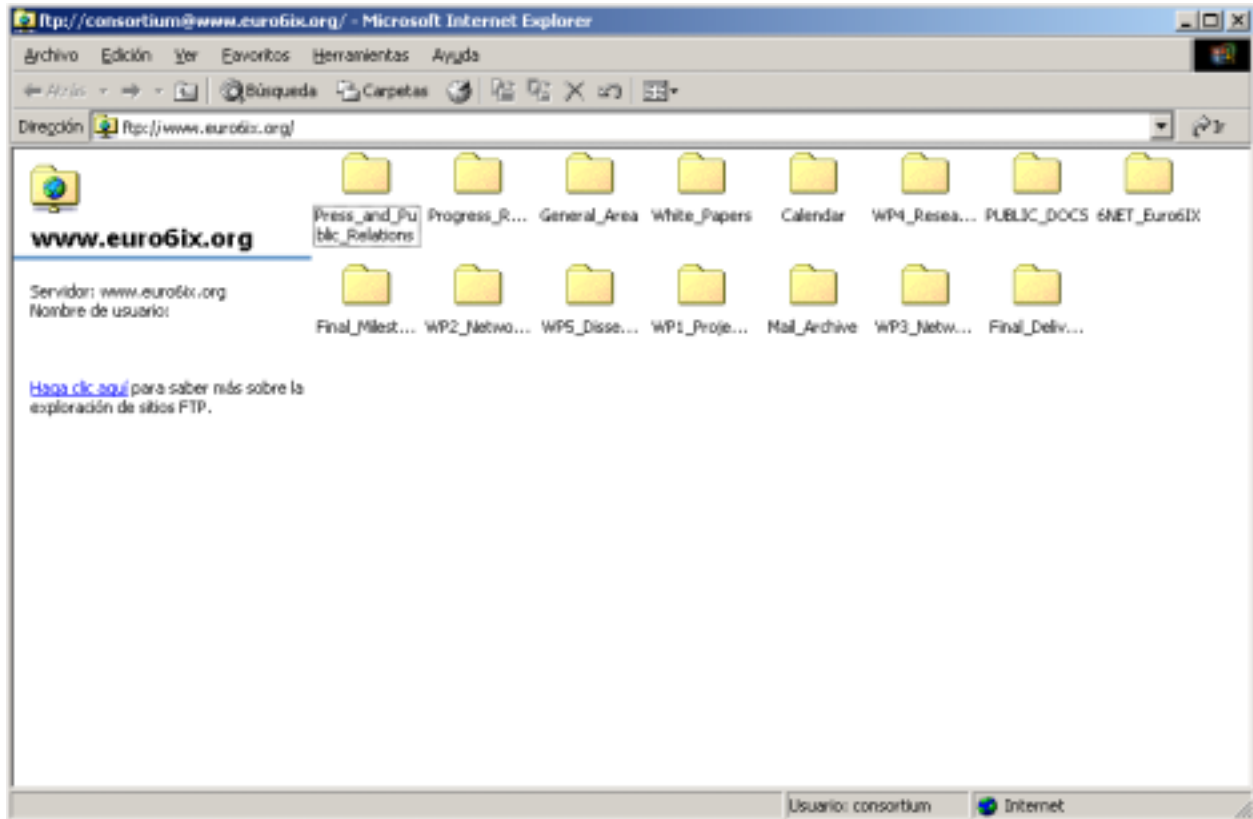 ftp://consortium@www.euro6ix.org/ - Microsoft Internet Explorer
Archivo Edición Ver Favoritos Herramientas Ayuda
Atrás Búsqueda Carpetas
Dirección ftp://www.euro6ix.org/ Ir
www.euro6ix.org
Servidor: www.euro6ix.org
Nombre de usuario:
Haga clic aquí para saber más sobre la
exploración de sitios FTP.
Press_and_Pu Progress_R... General_Area White_Papers Calendar WP4_Resea... PUBLIC_DOCS 6NET_Euro6IX
blic_Relations
Final_Milest... WP2_Netwo... WP5_Disse... WP1_Proje... Mail_Archive WP3_Netw... Final_Deliv...
Usuario: consortium Internet